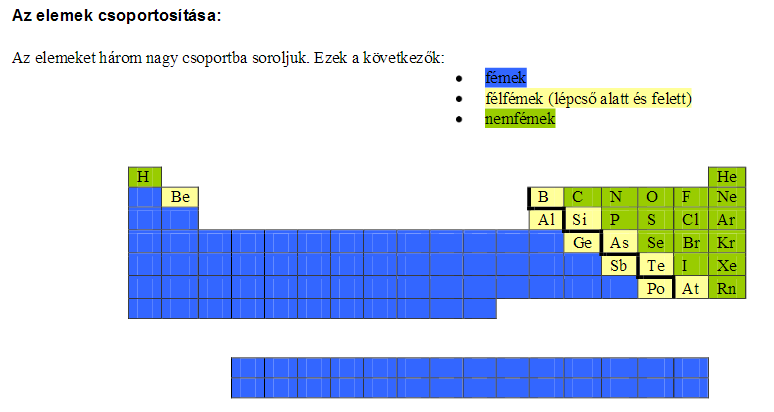 Az elemek csoportosítása:
Az elemeket három nagy csoportba soroljuk. Ezek a következők:
• fémek
• félfémek (lépcső alatt és felett)
• nemfémek
H He
Be B C N O F Ne
Al Si P S Cl Ar
Ge As Se Br Kr
Sb Te I Xe
Po At Rn